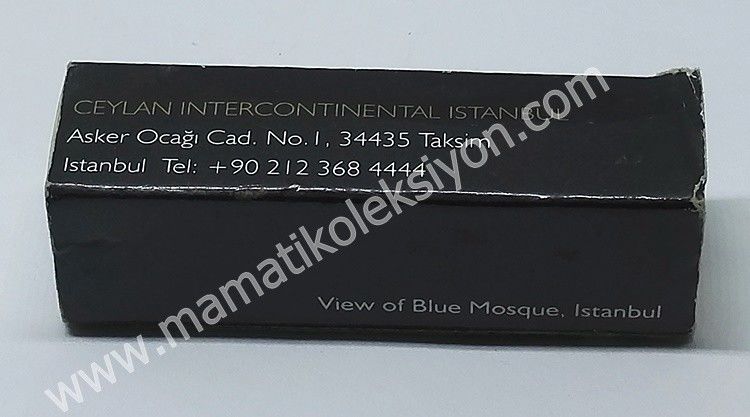 CEYLAN INTERCONTINENTAL ISTANBUL
Asker Ocağı Cad. No.1, 34435 Taksim
Istanbul Tel: +90 212 368 4444
View of Blue Mosque, Istanbul
www.mamatikoleksiyon.com